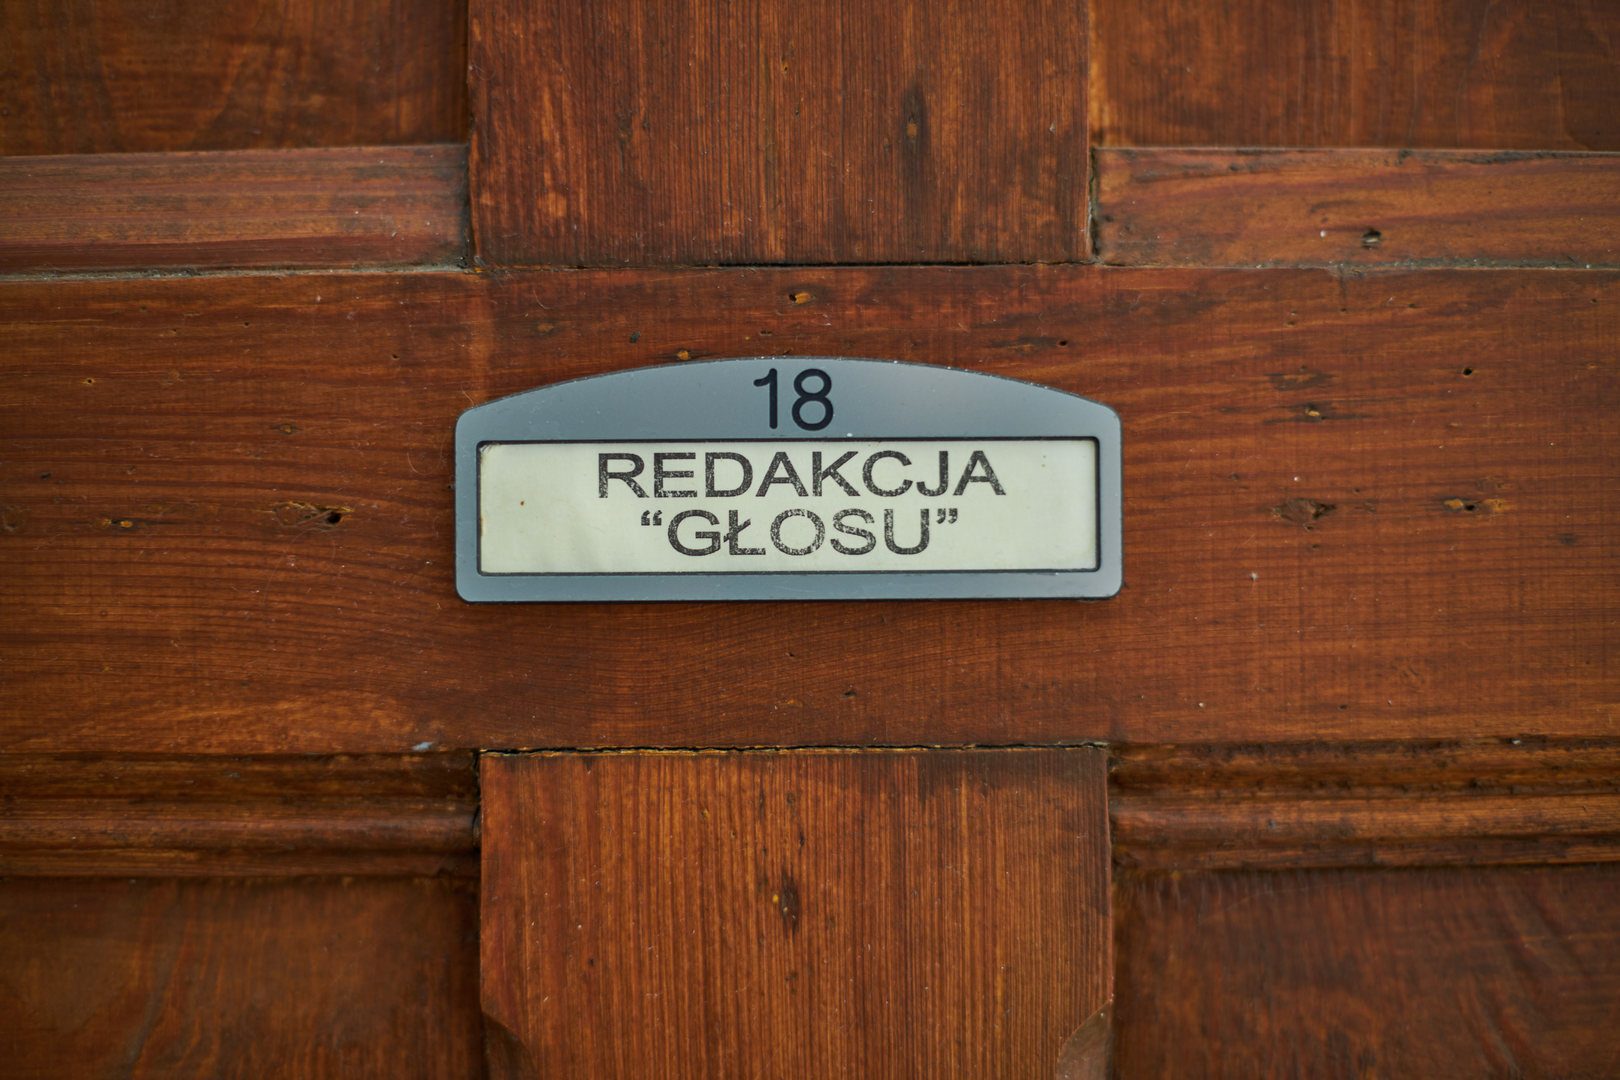 18
REDAKCJA
“GŁOSU”